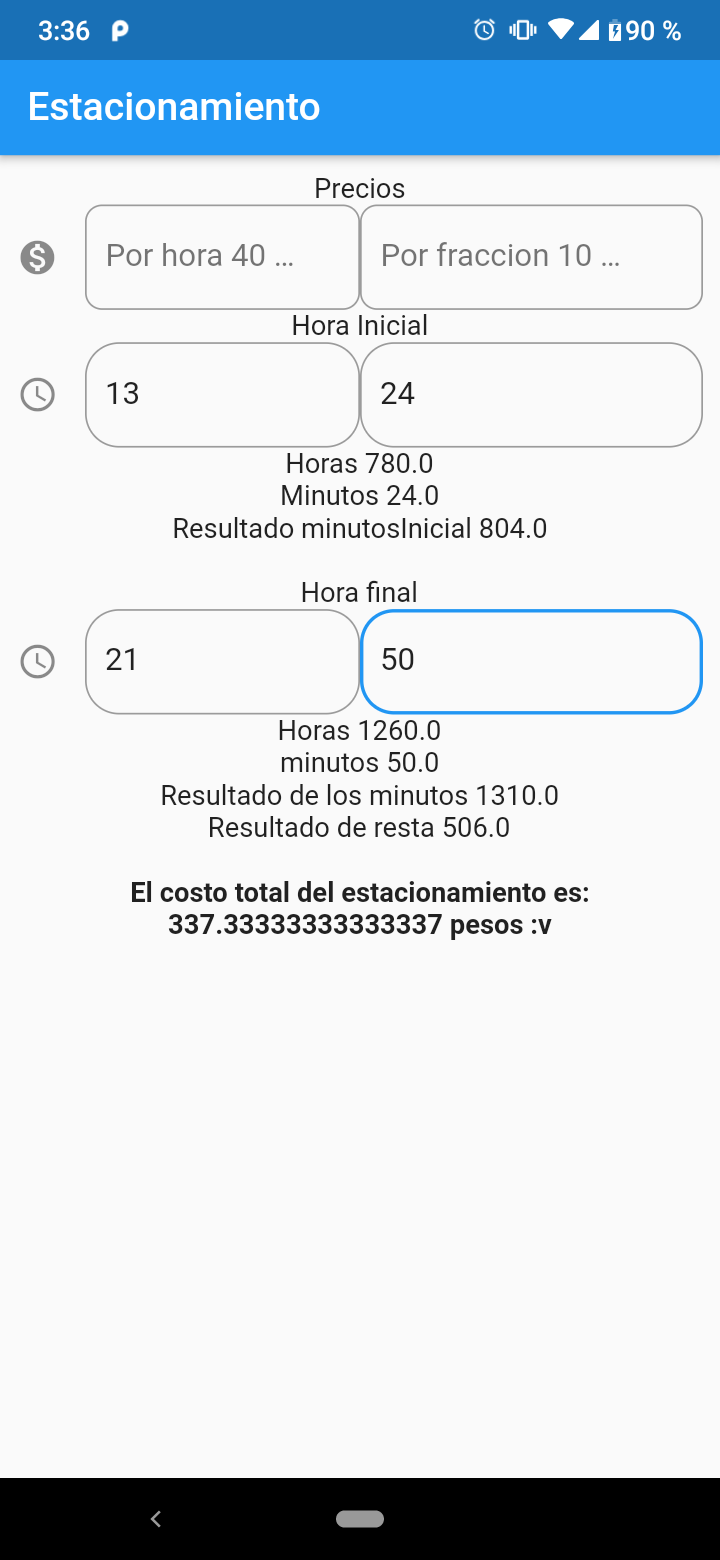 3:36 90 %
Estacionamiento
Precios
Por hora 40 ... Por fraccion 10 ...
Hora Inicial
13 24
Horas 780.0
Minutos 24.0
Resultado minutosInicial 804.0
Hora final
21 50
Horas 1260.0
minutos 50.0
Resultado de los minutos 1310.0
Resultado de resta 506.0
El costo total del estacionamiento es:
337.33333333333337 pesos :v